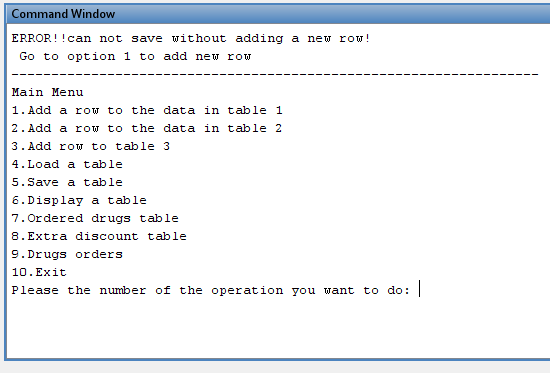 Command Window
ERROR!!can not save without adding a new row!
Go to option 1 to add new row
------------------------------------------------------------------
Main Menu
1.Add a row to the data in table 1
2.Add a row to the data in table 2
3.Add row to table 3
4.Load a table
5.Save a table
6.Display a table
7.Ordered drugs table
8.Extra discount table
9.Drugs orders
10.Exit
Please the number of the operation you want to do: